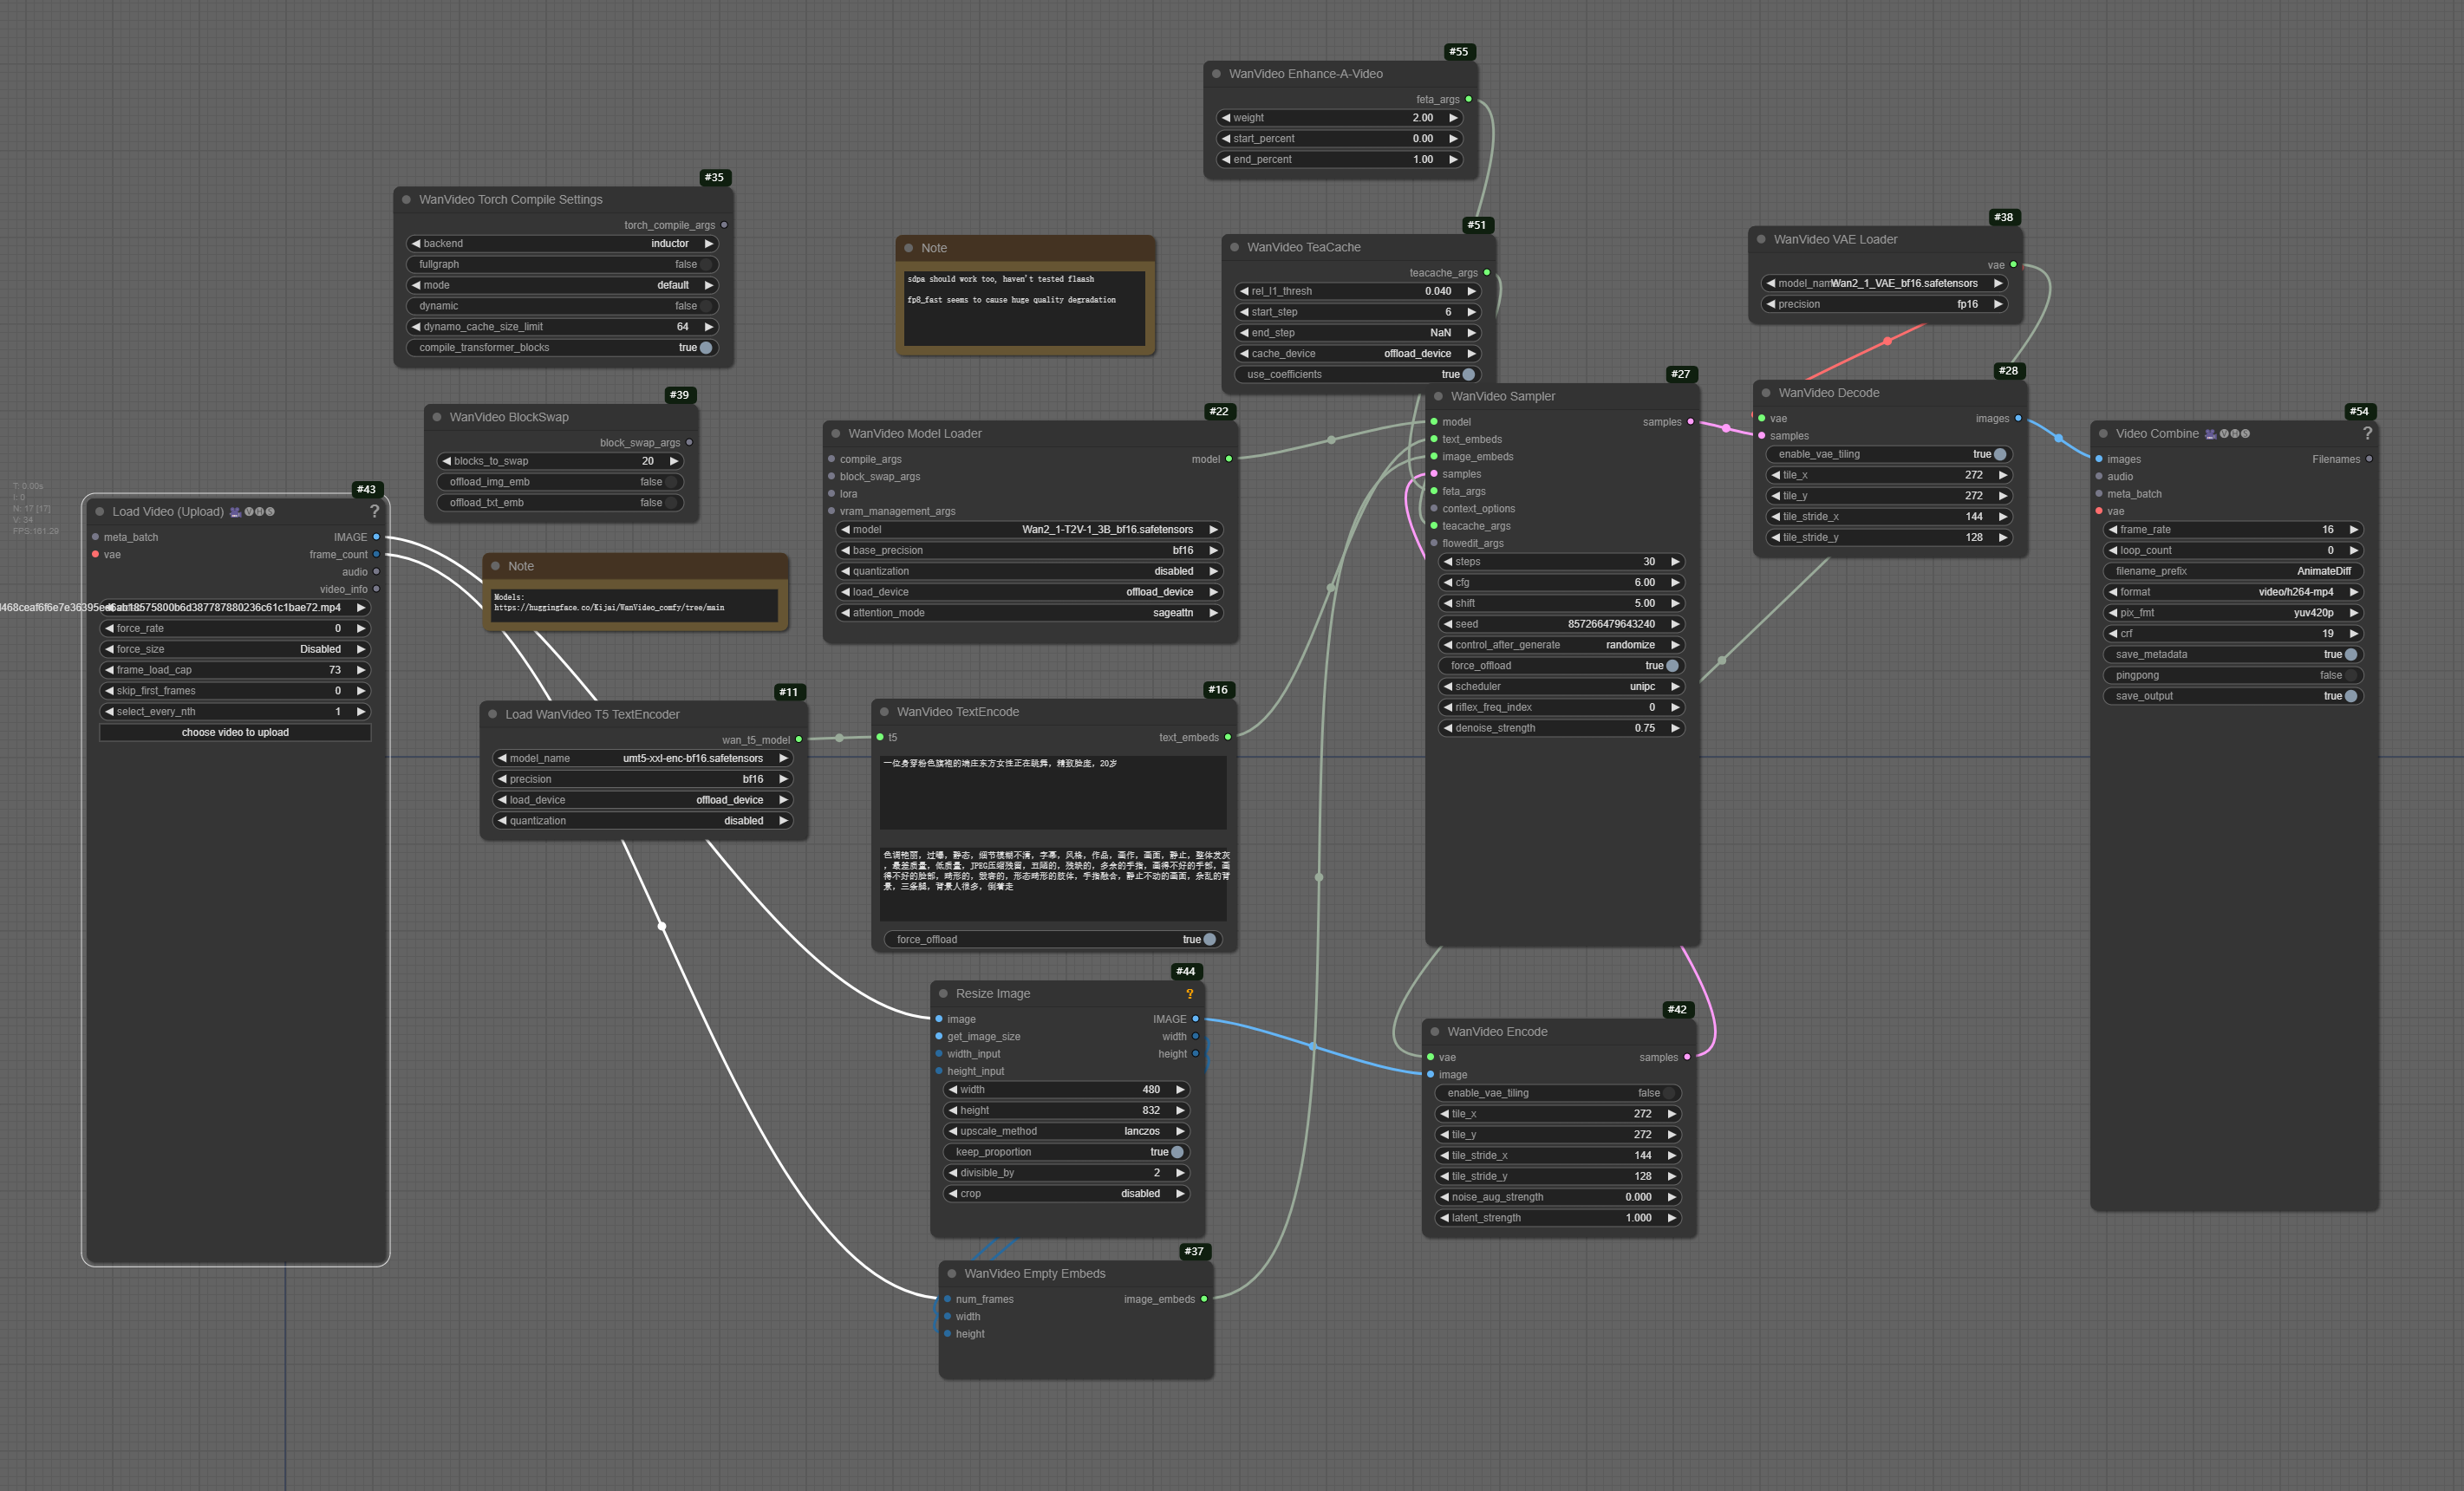 #55
WanVideo Enhance-A-Video
feta_args
weight 2.00
start_percent 0.00
end_percent 1.00
#35
WanVideo Torch Compile Settings
torch_compile_args
backend inductor
fullgraph false
mode default
dynamic false
dynamo_cache_size_limit 64
compile_transformer_blocks true
Note
sdpa should work too, haven't tested flaash
fp8_fast seems to cause huge quality degradation
#51
WanVideo TeaCache
teacache_args
rel_l1_thresh 0.040
start_step 6
end_step NaN
cache_device offload_device
use_coefficients true
#38
WanVideo VAE Loader
vae
model_name Wan2_1_VAE_bf16.safetensors
precision fp16
#39
WanVideo BlockSwap
block_swap_args
blocks_to_swap 20
offload_img_emb false
offload_txt_emb false
#22
WanVideo Model Loader
compile_args model
block_swap_args
lora
vram_management_args
model Wan2_1-T2V-1_3B_bf16.safetensors
base_precision bf16
quantization disabled
load_device offload_device
attention_mode sageattn
#27
WanVideo Sampler
model samples
text_embeds
image_embeds
samples
feta_args
context_options
teacache_args
flowedit_args
steps 30
cfg 6.00
shift 5.00
seed 857266479643240
control_after_generate randomize
force_offload true
scheduler unipc
riflex_freq_index 0
denoise_strength 0.75
#28
WanVideo Decode
vae images
samples
enable_vae_tiling true
tile_x 272
tile_y 272
tile_stride_x 144
tile_stride_y 128
#54
Video Combine VHS ?
images Filenames
audio
meta_batch
vae
frame_rate 16
loop_count 0
filename_prefix AnimateDiff
format video/h264-mp4
pix_fmt yuv420p
crf 19
save_metadata true
pingpong false
save_output true
T: 0.00s
I: 0
N: 17 [17]
V: 34
FPS:161.29
#43
Load Video (Upload) VHS ?
meta_batch IMAGE
vae frame_count
audio
video_info
force_rate 0
force_size Disabled
frame_load_cap 73
skip_first_frames 0
select_every_nth 1
choose video to upload
Note
Models:
https://huggingface.co/Kijai/WanVideo_comfy/tree/main
#11
Load WanVideo T5 TextEncoder
wan_t5_model
model_name umt5-xxl-enc-bf16.safetensors
precision bf16
load_device offload_device
quantization disabled
#16
WanVideo TextEncode
t5 text_embeds
一位身穿粉色旗袍的端庄东方女性正在跳舞，精致脸庞，20岁
色调艳丽，过曝，静态，细节模糊不清，字幕，风格，作品，画作，画面，静止，整体发灰
，最差质量，低质量，JPEG压缩残留，丑陋的，残缺的，多余的手指，画得不好的手部，画
得不好的脸部，畸形的，毁容的，形态畸形的肢体，手指融合，静止不动的画面，杂乱的背
景，三条腿，背景人很多，倒着走
force_offload true
#44
Resize Image ?
image IMAGE
get_image_size width
width_input height
height_input
width 480
height 832
upscale_method lanczos
keep_proportion true
divisible_by 2
crop disabled
#42
WanVideo Encode
vae samples
image
enable_vae_tiling false
tile_x 272
tile_y 272
tile_stride_x 144
tile_stride_y 128
noise_aug_strength 0.000
latent_strength 1.000
#37
WanVideo Empty Embeds
num_frames image_embeds
width
height